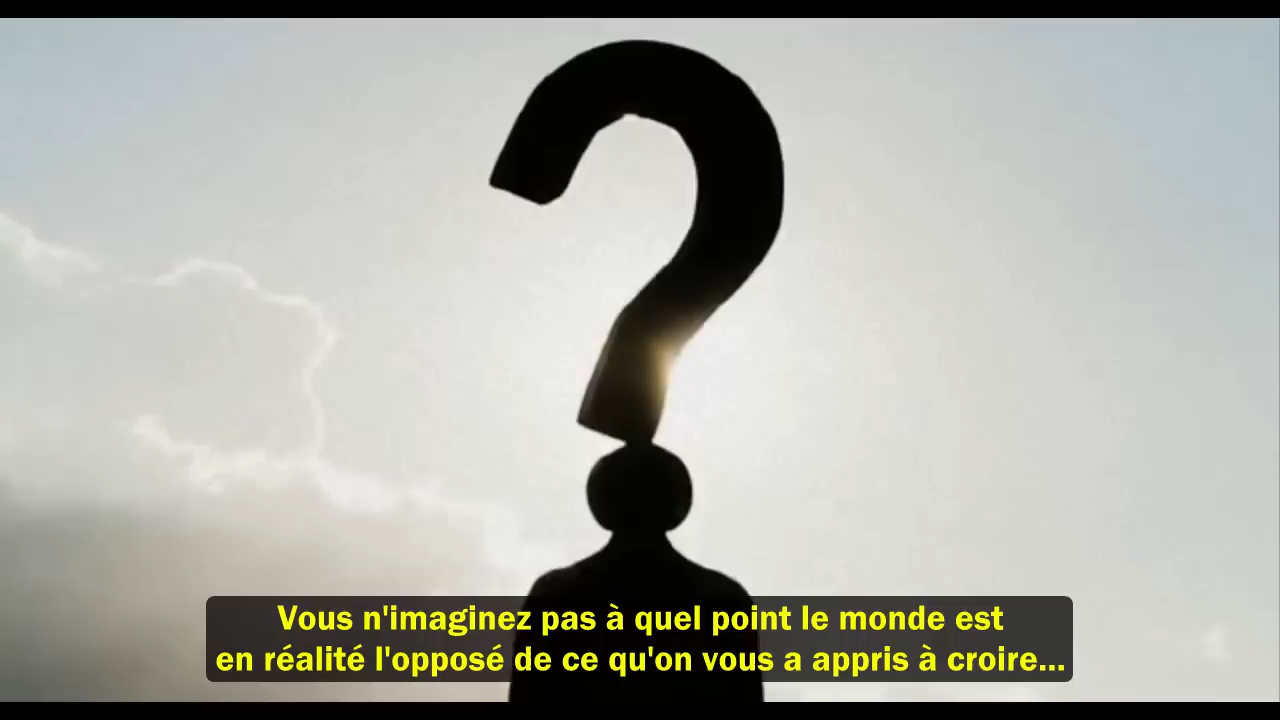 Vous n'imaginez pas à quel point le monde est
en réalité l'opposé de ce qu'on vous a appris à croire...